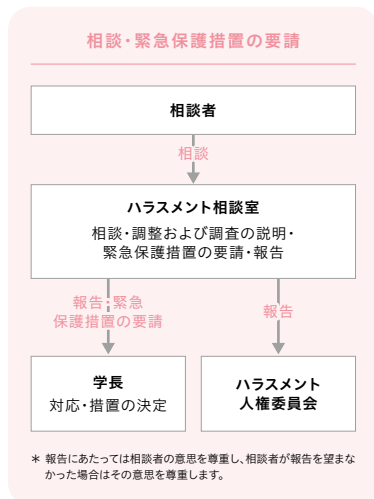 相談・緊急保護措置の要請
相談者
相談
ハラスメント相談室
相談・調整および調査の説明・
緊急保護措置の要請・報告
報告・緊急
保護措置の要請
報告
学長
対応・措置の決定
ハラスメント
人権委員会
＊ 報告にあたっては相談者の意思を尊重し、相談者が報告を望まな
かった場合はその意思を尊重します。